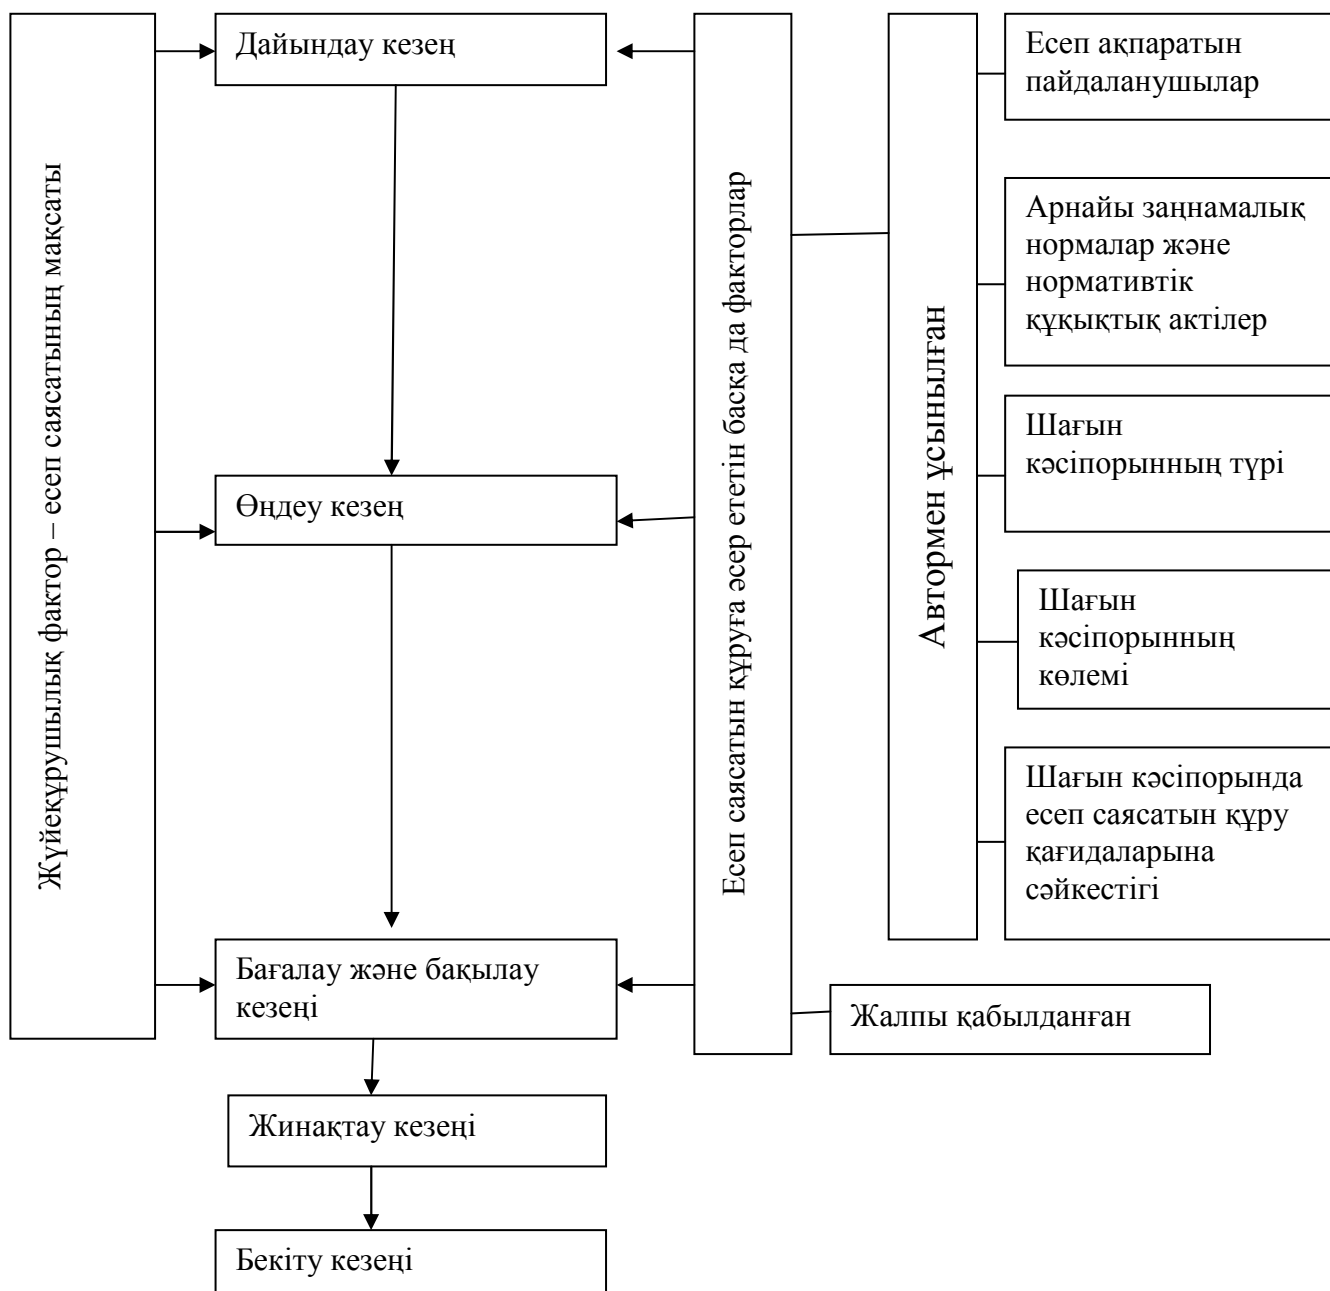 Жүйеқұрушылық фактор – есеп саясатының мақсаты
Дайындау кезең
Өңдеу кезең
Бағалау және бақылау
кезеңі
Жинақтау кезеңі
Бекіту кезеңі
Есеп саясатын құруға әсер ететін басқа да факторлар
Автормен ұсынылған
Есеп ақпаратын
пайдаланушылар
Арнайы заңнамалық
нормалар және
нормативтік
құқықтық актілер
Шағын
кәсіпорынның түрі
Шағын
кәсіпорынның
көлемі
Шағын кәсіпорында
есеп саясатын құру
қағидаларына
сәйкестігі
Жалпы қабылданған